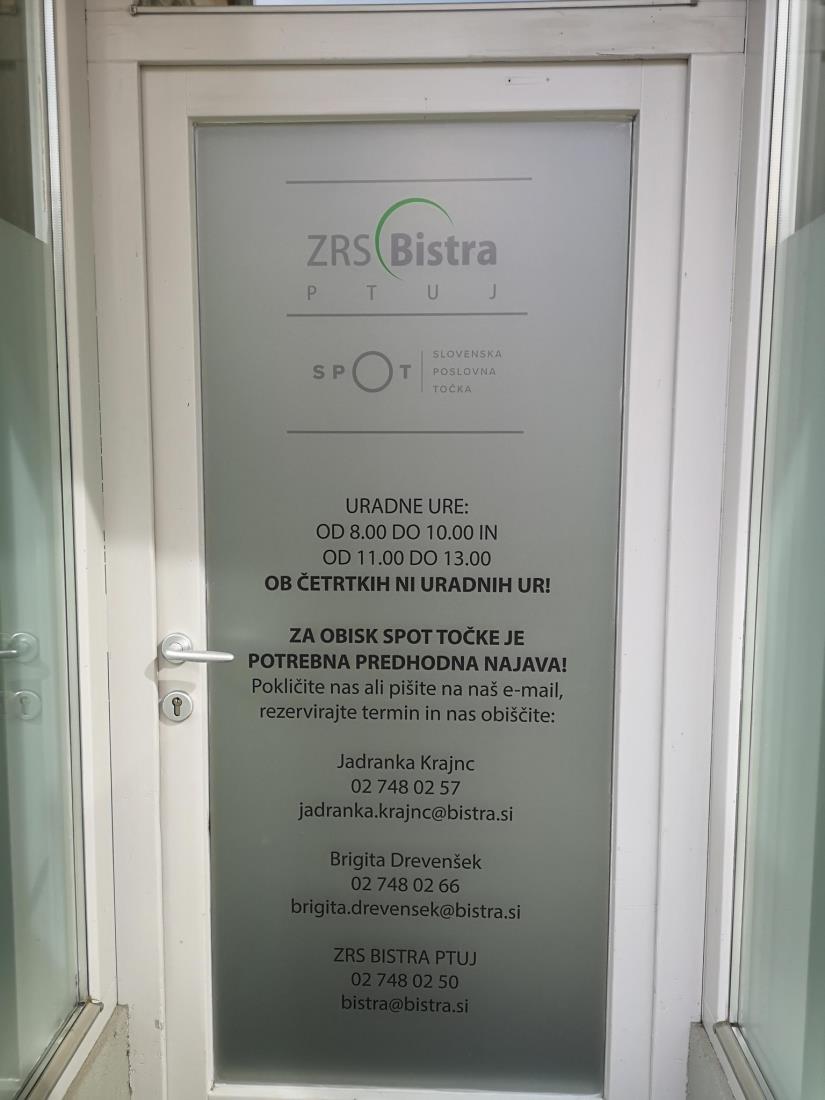 ZRS Bistra
PTUJ
SPOT
SLOVENSKA
POSLOVNA
TOČKA
URADNE URE:
OD 8.00 DO 10.00 IN
OD 11.00 DO 13.00
OB ČETRTKIH NI URADNIH UR!
ZA OBISK SPOT TOČKE JE
POTREBNA PREDHODNA NAJAVA!
Pokličite nas ali pišite na naš e-mail,
rezervirajte termin in nas obiščite:
Jadranka Krajnc
02 748 02 57
jadranka.krajnc@bistra.si
Brigita Drevenšek
02 748 02 66
brigita.drevensek@bistra.si
ZRS BISTRA PTUJ
02 748 02 50
bistra@bistra.si